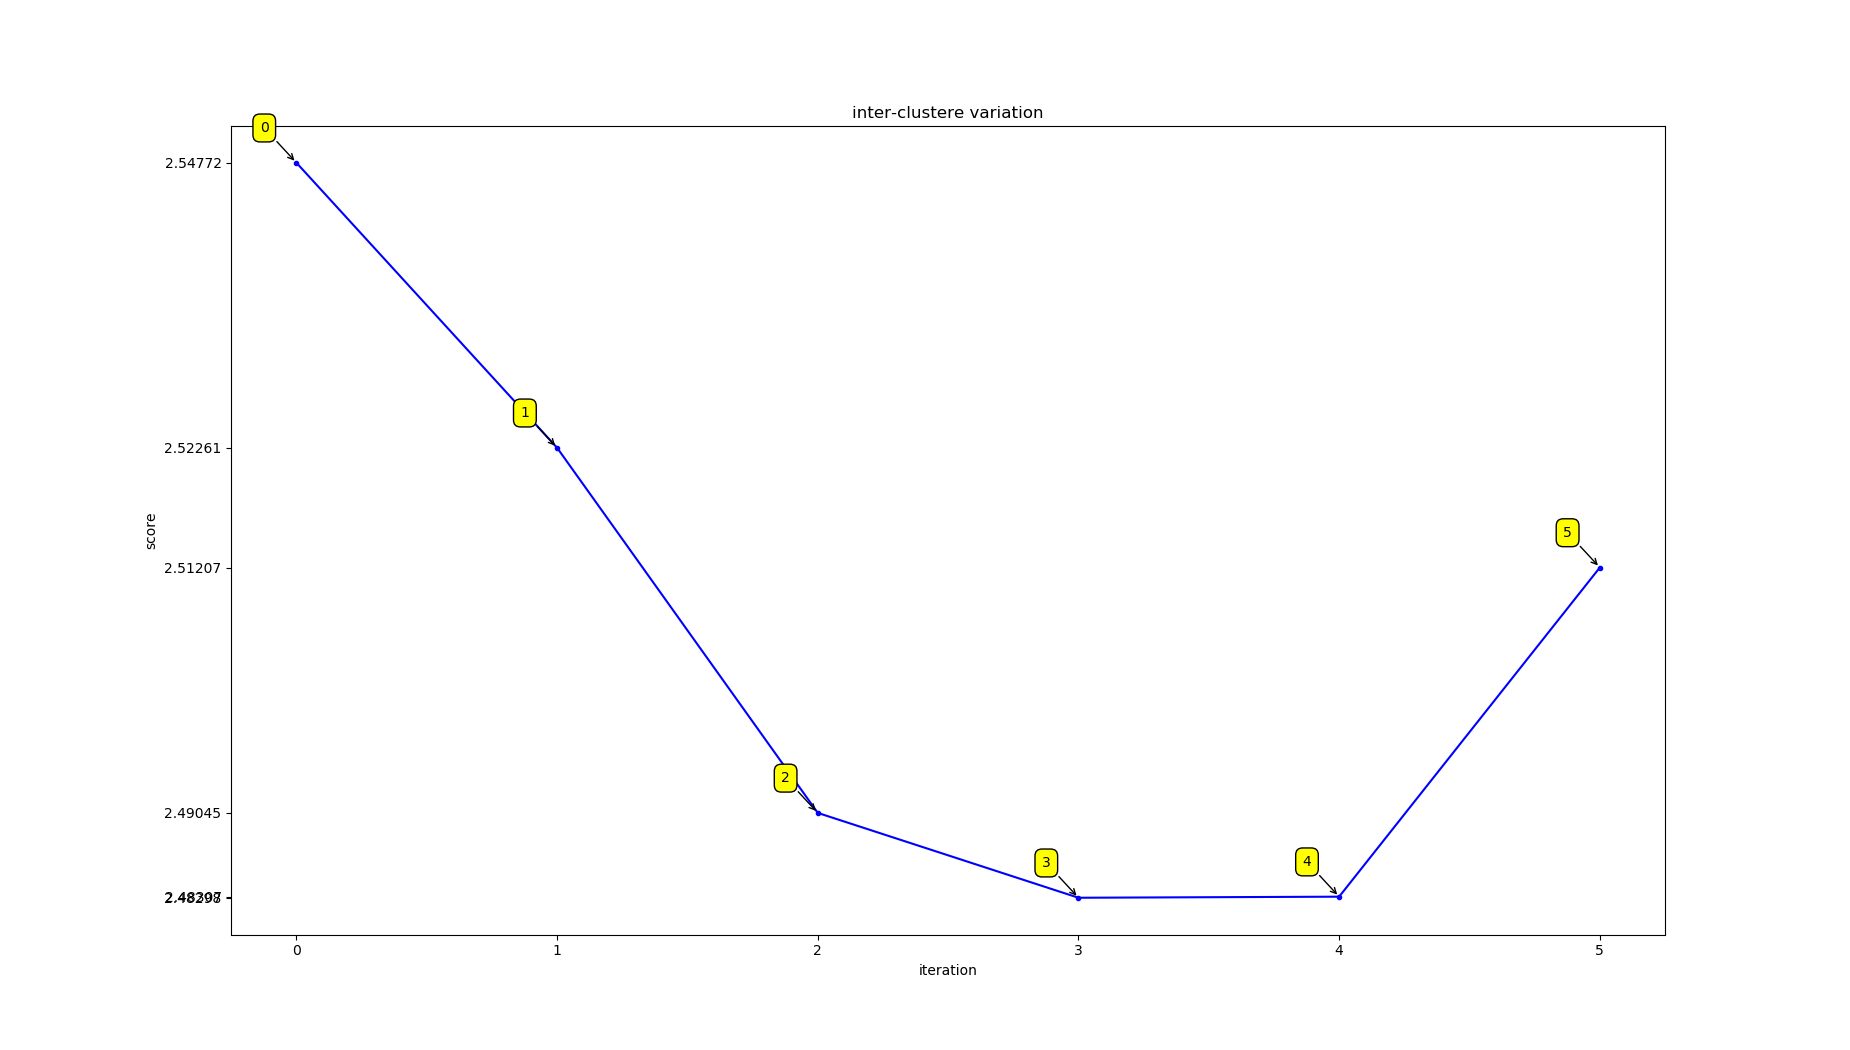 inter-clustere variation
0
2.54772
1
2.52261
score
5
2.51207
2
2.49045
3
4
0 1 2 3 4 5
iteration